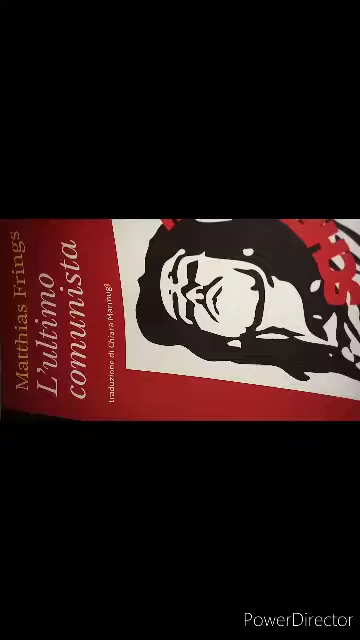 Matthias Frings
L'ultimo
comunista
traduzione di Chiara Marmugi
PowerDirector